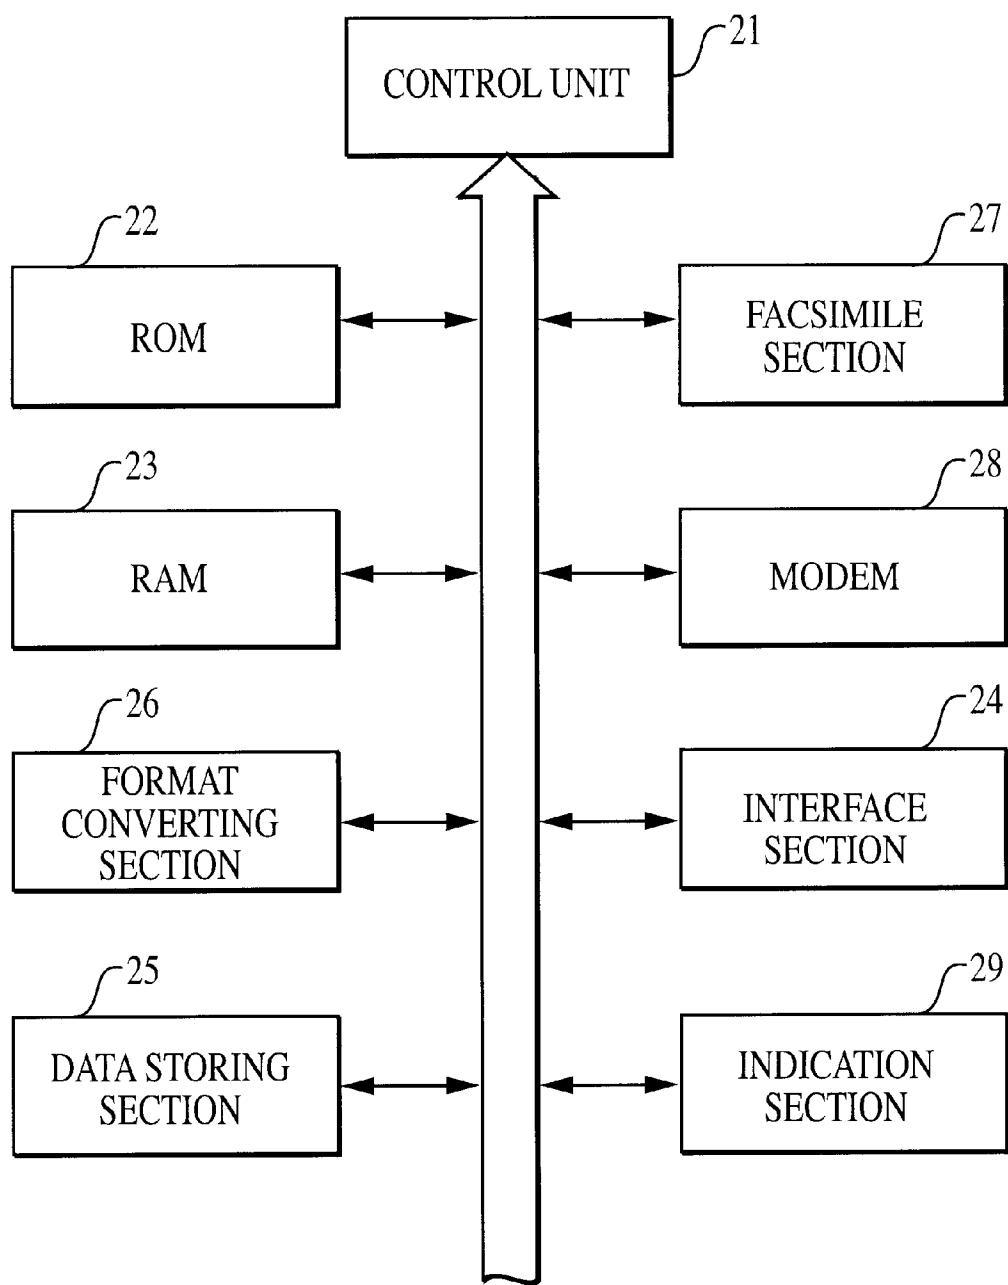 21
CONTROL UNIT
22
ROM
27
FACSIMILE
SECTION
23
RAM
28
MODEM
26
FORMAT
CONVERTING
SECTION
24
INTERFACE
SECTION
25
DATA STORING
SECTION
29
INDICATION
SECTION